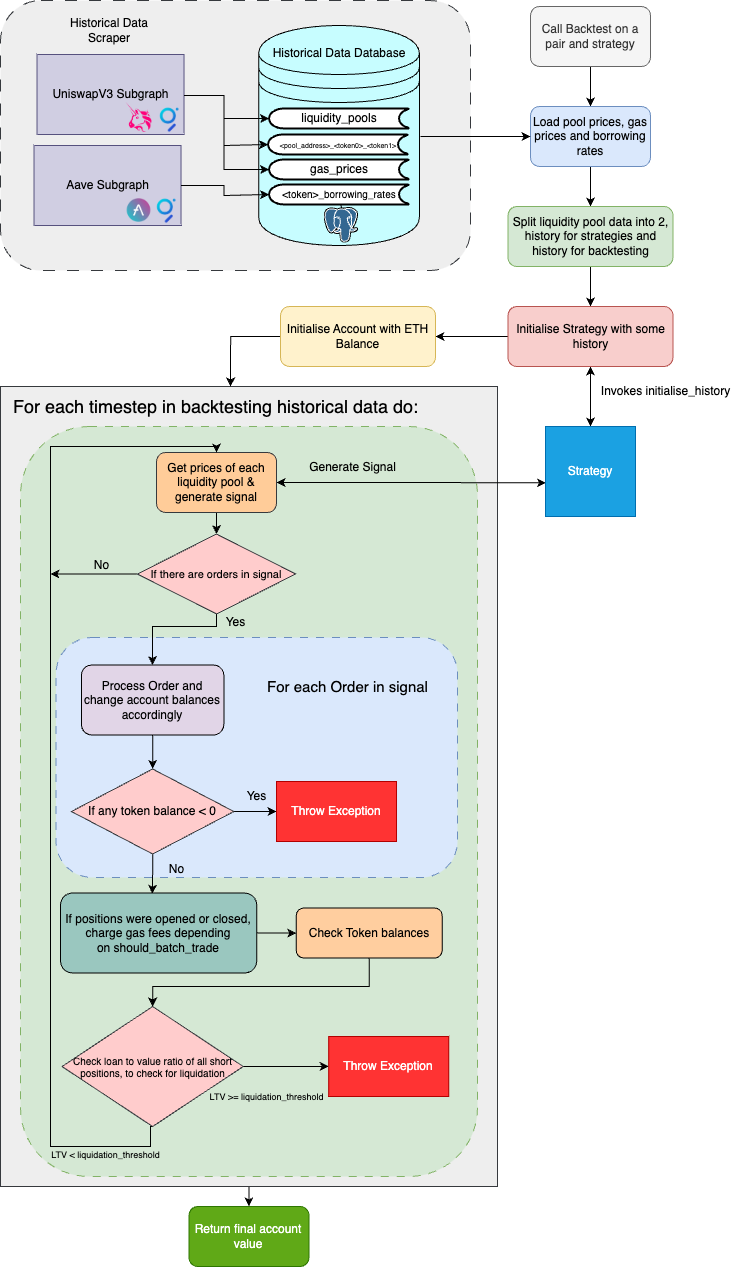 Historical Data
Scraper
UniswapV3 Subgraph
Aave Subgraph
Historical Data Database
liquidity_pools
<pool_address>_<token0>_<token1>
gas_prices
<token>_borrowing_rates
Call Backtest on a
pair and strategy
Load pool prices, gas
prices and borrowing
rates
Split liquidity pool data into 2,
history for strategies and
history for backtesting
Initialise Strategy with some
history
Initialise Account with ETH
Balance
Invokes initialise_history
Strategy
For each timestep in backtesting historical data do:
Get prices of each
liquidity pool &
generate signal
Generate Signal
If there are orders in signal
No
Yes
For each Order in signal
Process Order and
change account balances
accordingly
If any token balance < 0
Yes
Throw Exception
No
If positions were opened or closed,
charge gas fees depending
on should_batch_trade
Check Token balances
Check loan to value ratio of all short
positions, to check for liquidation
Throw Exception
LTV >= liquidation_threshold
LTV < liquidation_threshold
Return final account
value